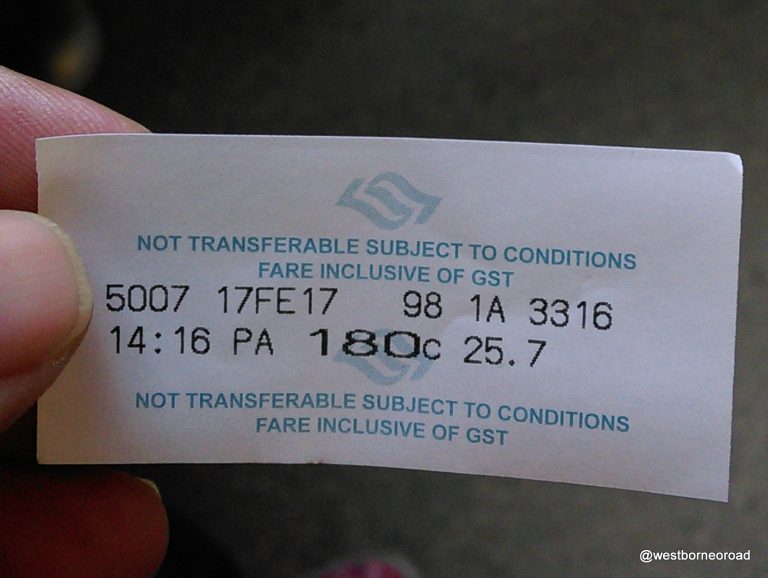 NOT TRANSFERABLE SUBJECT TO CONDITIONS
FARE INCLUSIVE OF GST
5007 17FE17 98 1A 3316
14:16 PA 180c 25.7
NOT TRANSFERABLE SUBJECT TO CONDITIONS
FARE INCLUSIVE OF GST
@westborneoroad